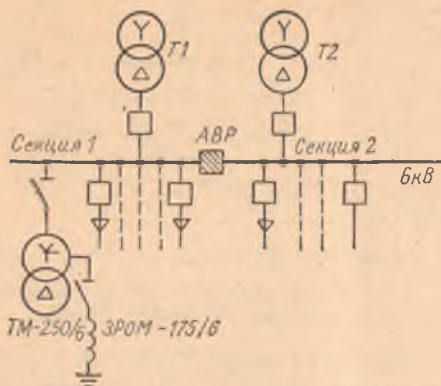 Т1
Т2
Секция 1
АВР
Секция 2
6кВ
ТМ-250/6
ЗРОМ-175/6